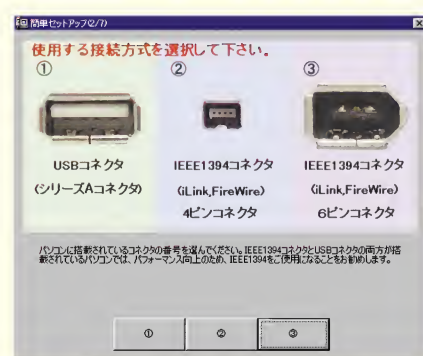 簡単セットアップ(2/7)
使用する接続方式を選択して下さい。
① ② ③
USBコネクタ IEEE1394コネクタ IEEE1394コネクタ
(シリーズAコネクタ) (iLink,FireWire) (iLink,FireWire)
4ピンコネクタ 6ピンコネクタ
パソコンに搭載されているコネクタの番号を選んでください。IEEE1394コネクタとUSBコネクタの両方が搭
載されているパソコンでは、パフォーマンス向上のため、IEEE1394をご使用になることをお勧めします。
① ② ③